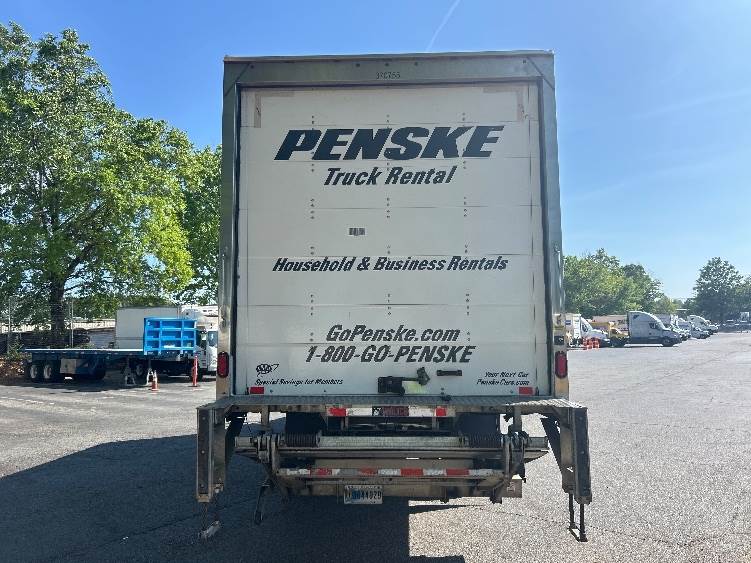 PENSKE
Truck Rental
Household & Business Rentals
GoPenske.com
1-800-GO-PENSKE
AAA
Special Savings for Members
Your Next Car
PenskeCars.com